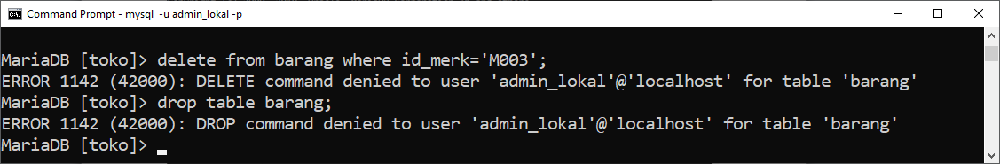 Command Prompt - mysql -u admin_lokal -p
MariaDB [toko]> delete from barang where id_merk='M003';
ERROR 1142 (42000): DELETE command denied to user 'admin_lokal'@'localhost' for table 'barang'
MariaDB [toko]> drop table barang;
ERROR 1142 (42000): DROP command denied to user 'admin_lokal'@'localhost' for table 'barang'
MariaDB [toko]>